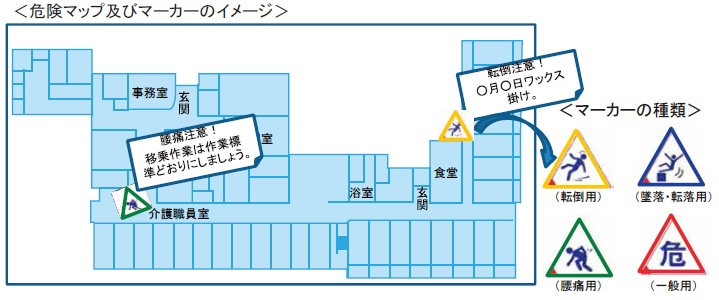 ＜危険マップ及びマーカーのイメージ＞
事務室
玄
関
転倒注意！
〇月〇日ワックス
掛け。
腰痛注意！
移乗作業は作業標
準どおりにしましょう。
室
介護職員室
浴室
玄
関
食堂
＜マーカーの種類＞
（転倒用）
（墜落・転落用）
危
（腰痛用）
（一般用）